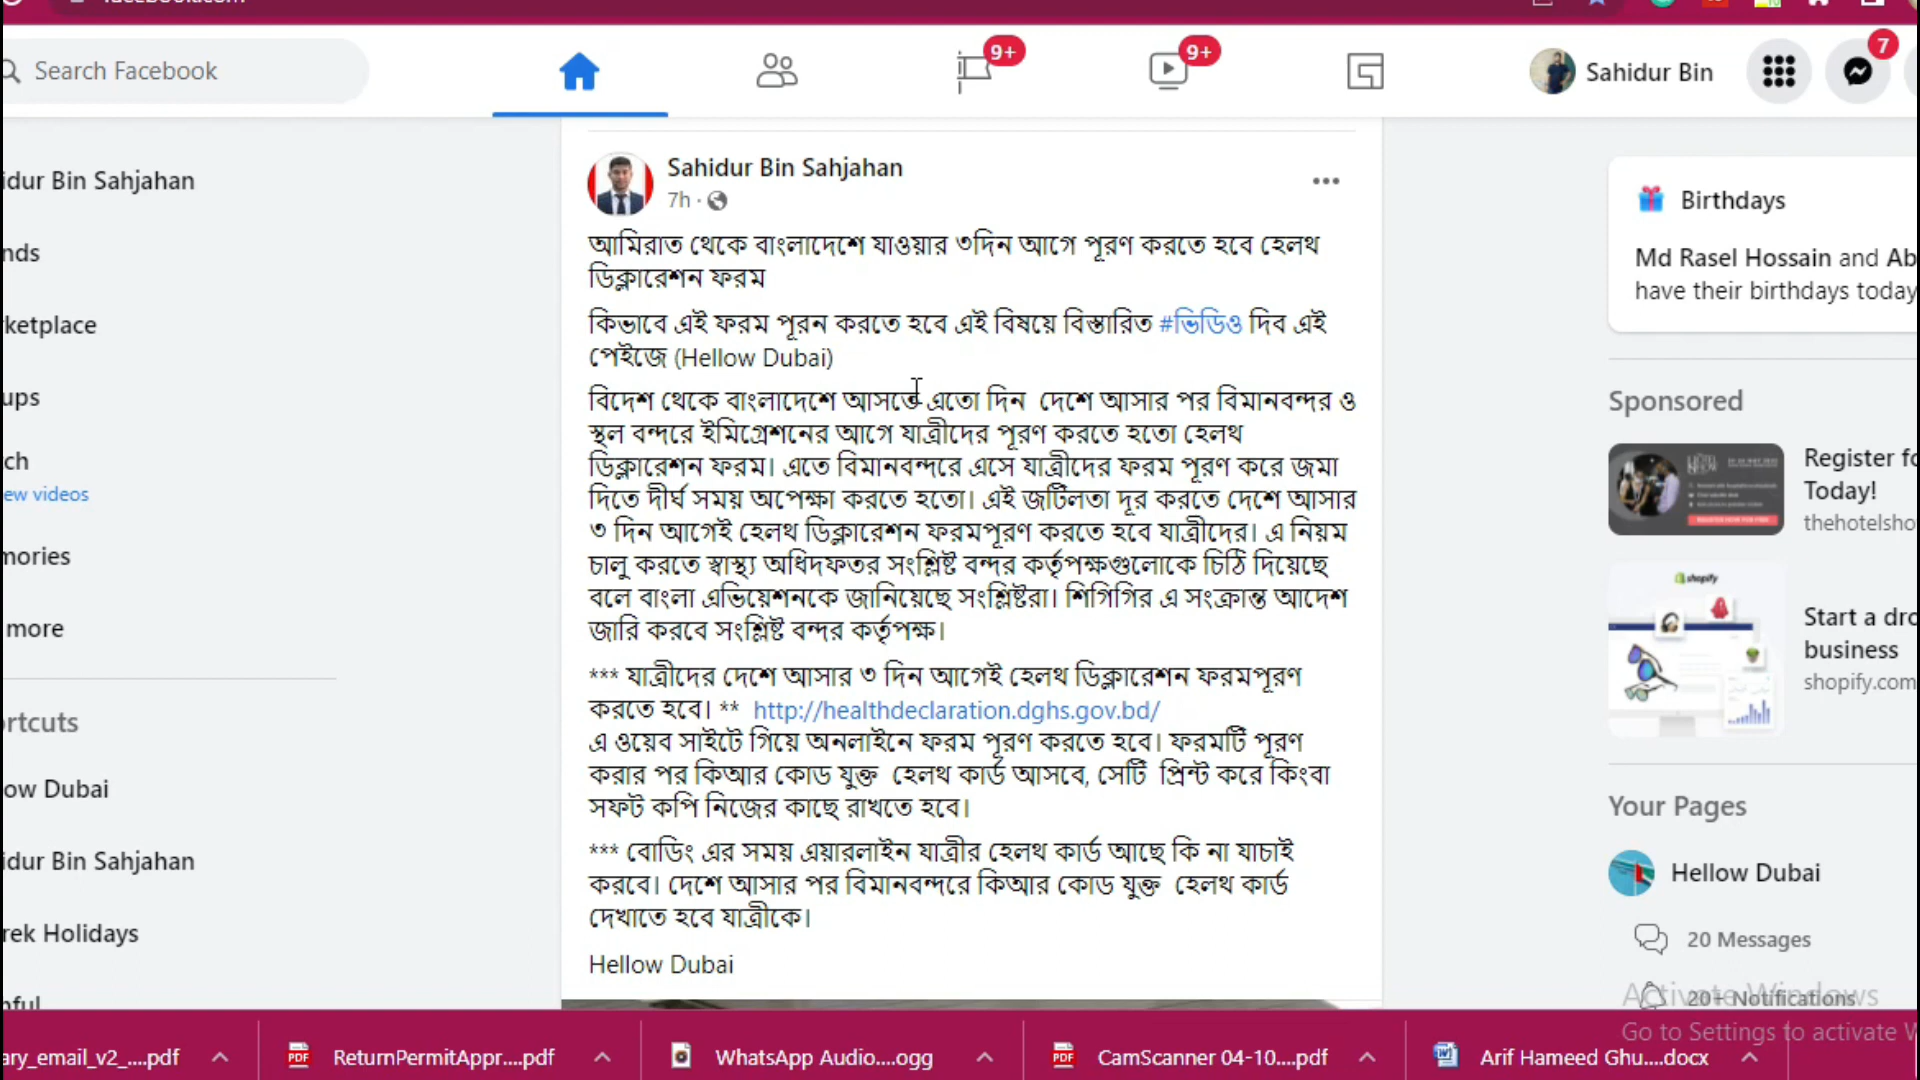 Search Facebook
9+
9+
Sahidur Bin
7
idur Bin Sahjahan
nds
ketplace
ups
ch
ew videos
mories
more
rtcuts
ow Dubai
idur Bin Sahjahan
rek Holidays
Sahidur Bin Sahjahan
7h ·
আমিরাত থেকে বাংলাদেশে যাওয়ার ৩দিন আগে পূরণ করতে হবে হেলথ
ডিক্লারেশন ফরম
কিভাবে এই ফরম পূরন করতে হবে এই বিষয়ে বিস্তারিত #ভিডিও দিব এই
পেইজে (Hellow Dubai)
বিদেশ থেকে বাংলাদেশে আসতে এতো দিন দেশে আসার পর বিমানবন্দর ও
স্থল বন্দরে ইমিগ্রেশনের আগে যাত্রীদের পূরণ করতে হতো হেলথ
ডিক্লারেশন ফরম। এতে বিমানবন্দরে এসে যাত্রীদের ফরম পূরণ করে জমা
দিতে দীর্ঘ সময় অপেক্ষা করতে হতো। এই জটিলতা দূর করতে দেশে আসার
৩ দিন আগেই হেলথ ডিক্লারেশন ফরমপূরণ করতে হবে যাত্রীদের। এ নিয়ম
চালু করতে স্বাস্থ্য অধিদফতর সংশ্লিষ্ট বন্দর কর্তৃপক্ষগুলোকে চিঠি দিয়েছে
বলে বাংলা এভিয়েশনকে জানিয়েছে সংশ্লিষ্টরা। শিগিগির এ সংক্রান্ত আদেশ
জারি করবে সংশ্লিষ্ট বন্দর কর্তৃপক্ষ।
*** যাত্রীদের দেশে আসার ৩ দিন আগেই হেলথ ডিক্লারেশন ফরমপূরণ
করতে হবে। ** http://healthdeclaration.dghs.gov.bd/
এ ওয়েব সাইটে গিয়ে অনলাইনে ফরম পূরণ করতে হবে। ফরমটি পূরণ
করার পর কিআর কোড যুক্ত হেলথ কার্ড আসবে, সেটি প্রিন্ট করে কিংবা
সফট কপি নিজের কাছে রাখতে হবে।
*** বোডিং এর সময় এয়ারলাইন যাত্রীর হেলথ কার্ড আছে কি না যাচাই
করবে। দেশে আসার পর বিমানবন্দরে কিআর কোড যুক্ত হেলথ কার্ড
দেখাতে হবে যাত্রীকে।
Hellow Dubai
Birthdays
Md Rasel Hossain and Ab
have their birthdays today
Sponsored
Register fo
Today!
thehotelsho
shopify
Start a dro
business
shopify.com
Your Pages
Hellow Dubai
20 Messages
20+ Notifications
Activate Windows
Go to Settings to activate W
ary_email_v2_....pdf
ReturnPermitAppr....pdf
WhatsApp Audio....ogg
CamScanner 04-10....pdf
Arif Hameed Ghu....docx